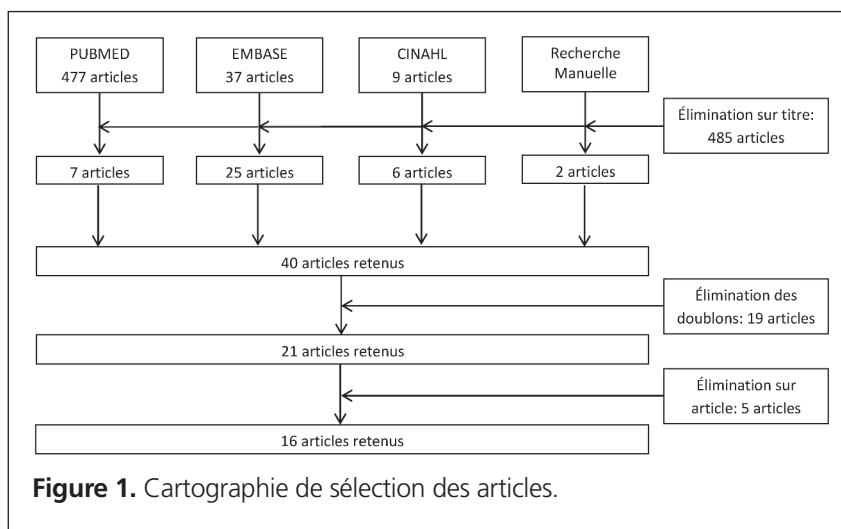 PUBMED
477 articles
EMBASE
37 articles
CINAHL
9 articles
Recherche
Manuelle
Élimination sur titre:
485 articles
7 articles
25 articles
6 articles
2 articles
40 articles retenus
Élimination des
doublons: 19 articles
21 articles retenus
Élimination sur
article: 5 articles
16 articles retenus
Figure 1. Cartographie de sélection des articles.